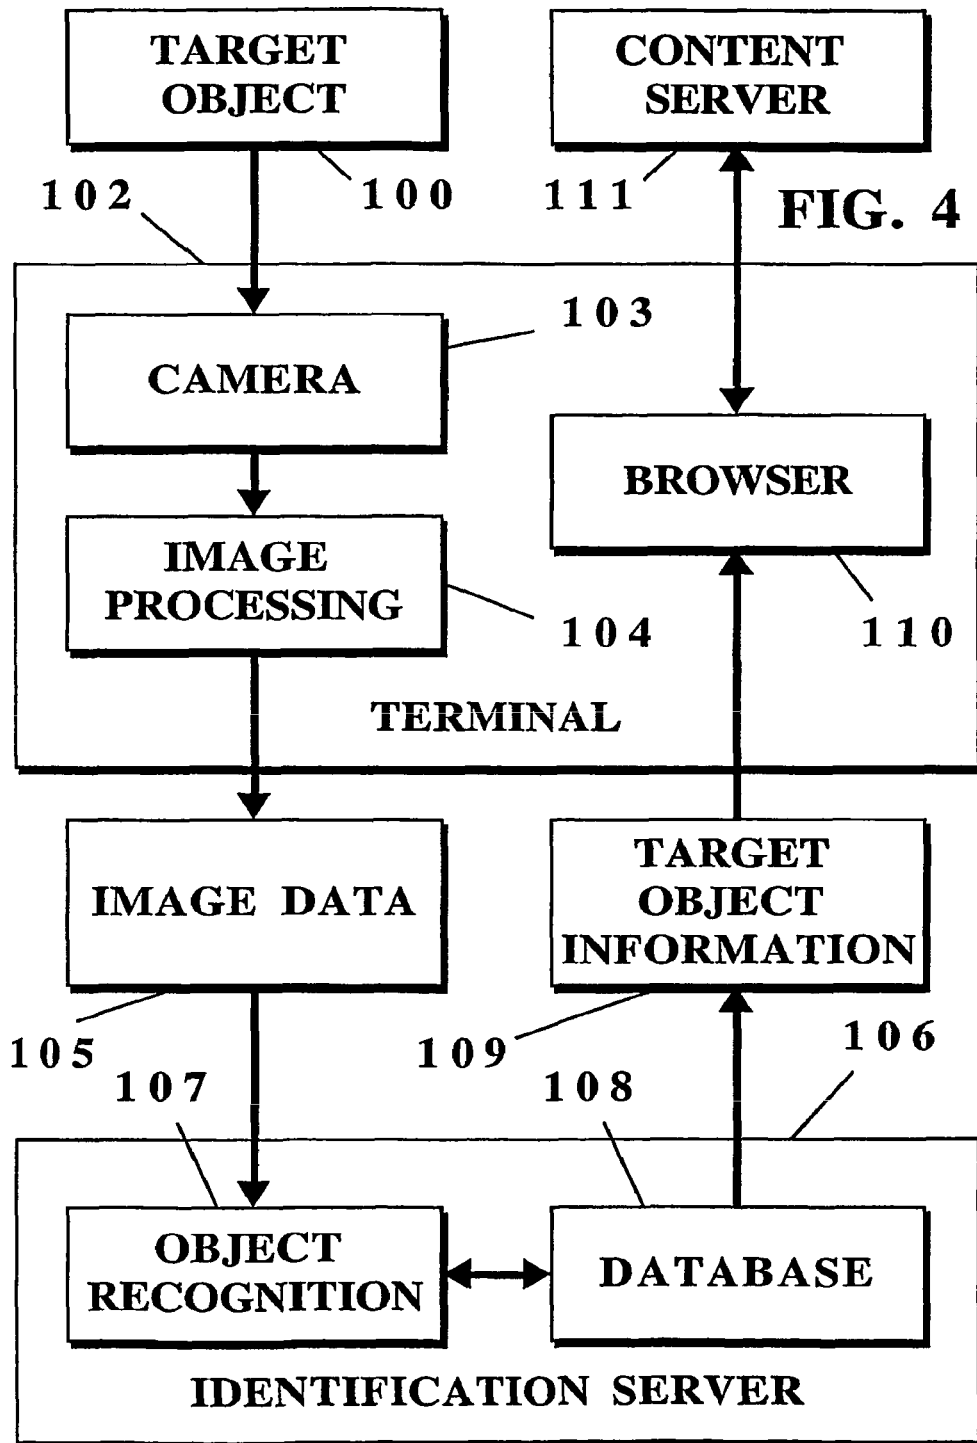 TARGET
OBJECT
CONTENT
SERVER
102
100
111
FIG. 4
103
CAMERA
BROWSER
IMAGE
PROCESSING
104
110
TERMINAL
IMAGE DATA
TARGET
OBJECT
INFORMATION
105
109
106
107
108
OBJECT
RECOGNITION
DATABASE
IDENTIFICATION SERVER